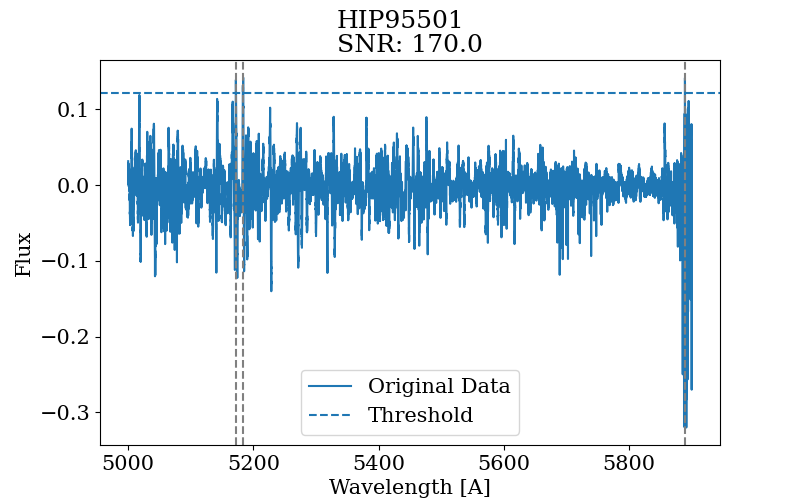 HIP95501
SNR: 170.0
0.1
0.0
−0.1
−0.2
−0.3
Flux
Original Data
Threshold
5000 5200 5400 5600 5800
Wavelength [A]